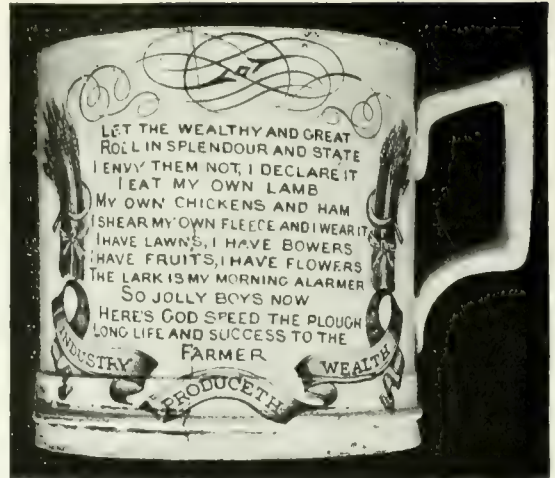 LET THE WEALTHY AND GREAT
ROLL IN SPLENDOUR AND STATE
I ENVY THEM NOT, I DECLARE IT
I EAT MY OWN LAMB
MY OWN CHICKENS AND HAM
I SHEAR MY OWN FLEECE AND I WEAR IT
I HAVE LAWNS, I HAVE BOWERS
I HAVE FRUITS, I HAVE FLOWERS
THE LARK IS MY MORNING ALARMER
SO JOLLY BOYS NOW
HERE'S GOD SPEED THE PLOUGH
LONG LIFE AND SUCCESS TO THE
FARMER
INDUSTRY
PRODUCETH
WEALTH